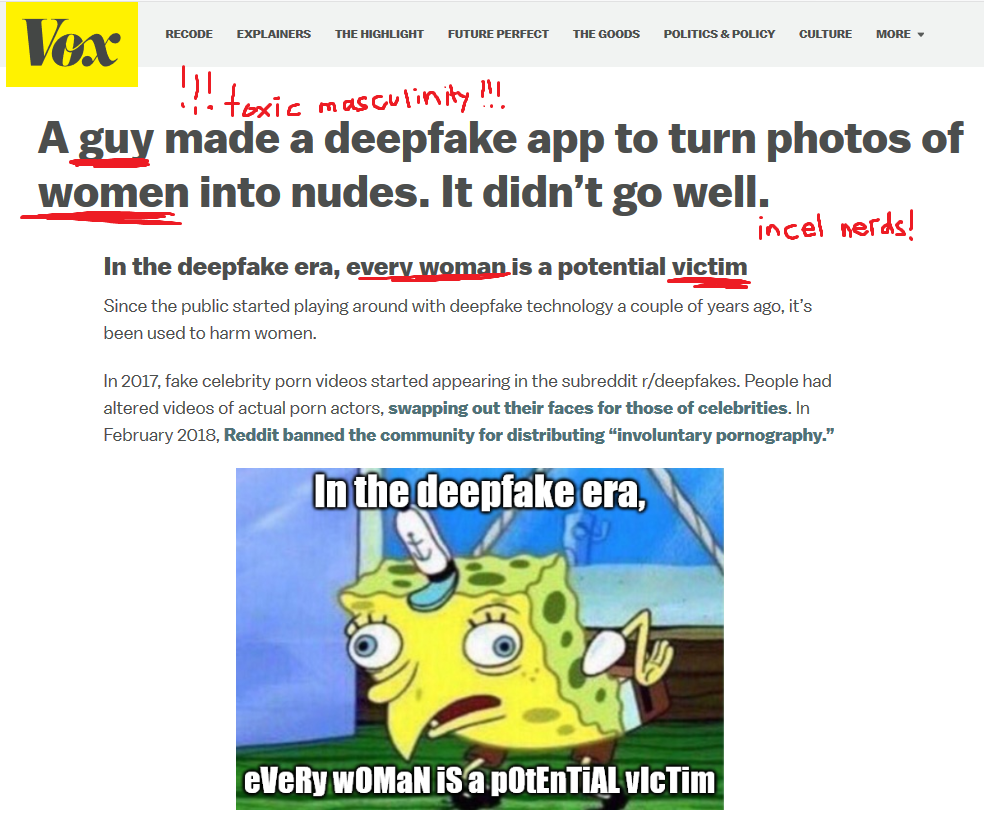 Vox
RECODE EXPLAINERS THE HIGHLIGHT FUTURE PERFECT THE GOODS POLITICS & POLICY CULTURE MORE
!!! toxic masculinity !!!
A guy made a deepfake app to turn photos of
women into nudes. It didn’t go well.
incel nerds!
In the deepfake era, every woman is a potential victim
Since the public started playing around with deepfake technology a couple of years ago, it’s
been used to harm women.
In 2017, fake celebrity porn videos started appearing in the subreddit r/deepfakes. People had
altered videos of actual porn actors, swapping out their faces for those of celebrities. In
February 2018, Reddit banned the community for distributing “involuntary pornography.”
In the deepfake era,
eVeRy wOMaN iS a pOtEnTiAL vIcTim